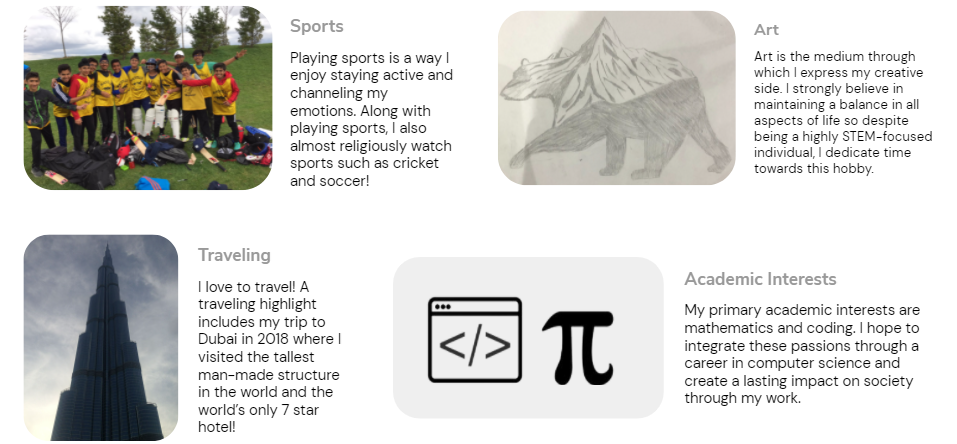 Sports
Playing sports is a way I
enjoy staying active and
channeling my
emotions. Along with
playing sports, I also
almost religiously watch
sports such as cricket
and soccer!
Art
Art is the medium through
which I express my creative
side. I strongly believe in
maintaining a balance in all
aspects of life so despite
being a highly STEM-focused
individual, I dedicate time
towards this hobby.
Traveling
I love to travel! A
traveling highlight
includes my trip to
Dubai in 2018 where I
visited the tallest
man-made structure
in the world and the
world's only 7 star
hotel!
</>
π
Academic Interests
My primary academic interests are
mathematics and coding. I hope to
integrate these passions through a
career in computer science and
create a lasting impact on society
through my work.